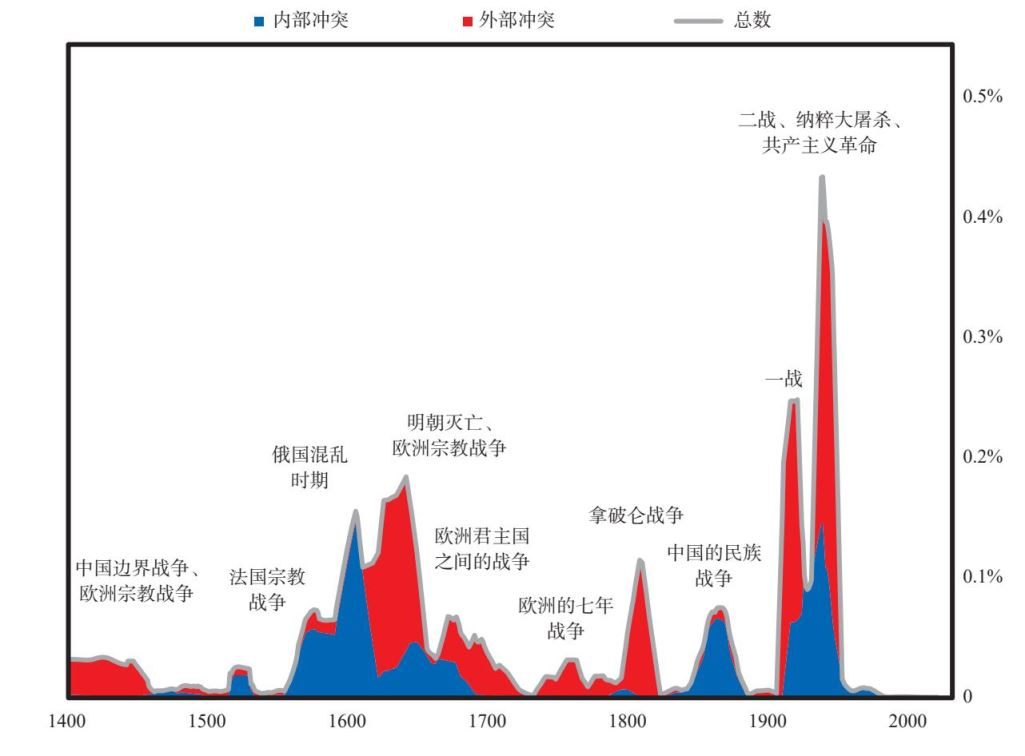 内部冲突 外部冲突 总数
0.5%
二战、纳粹大屠杀、
共产主义革命
0.4%
0.3%
一战
明朝灭亡、
欧洲宗教战争
0.2%
俄国混乱
时期
拿破仑战争
欧洲君主国
之间的战争
中国的民族
战争
中国边界战争、
欧洲宗教战争
法国宗教
战争
0.1%
欧洲的七年
战争
0
1400 1500 1600 1700 1800 1900 2000